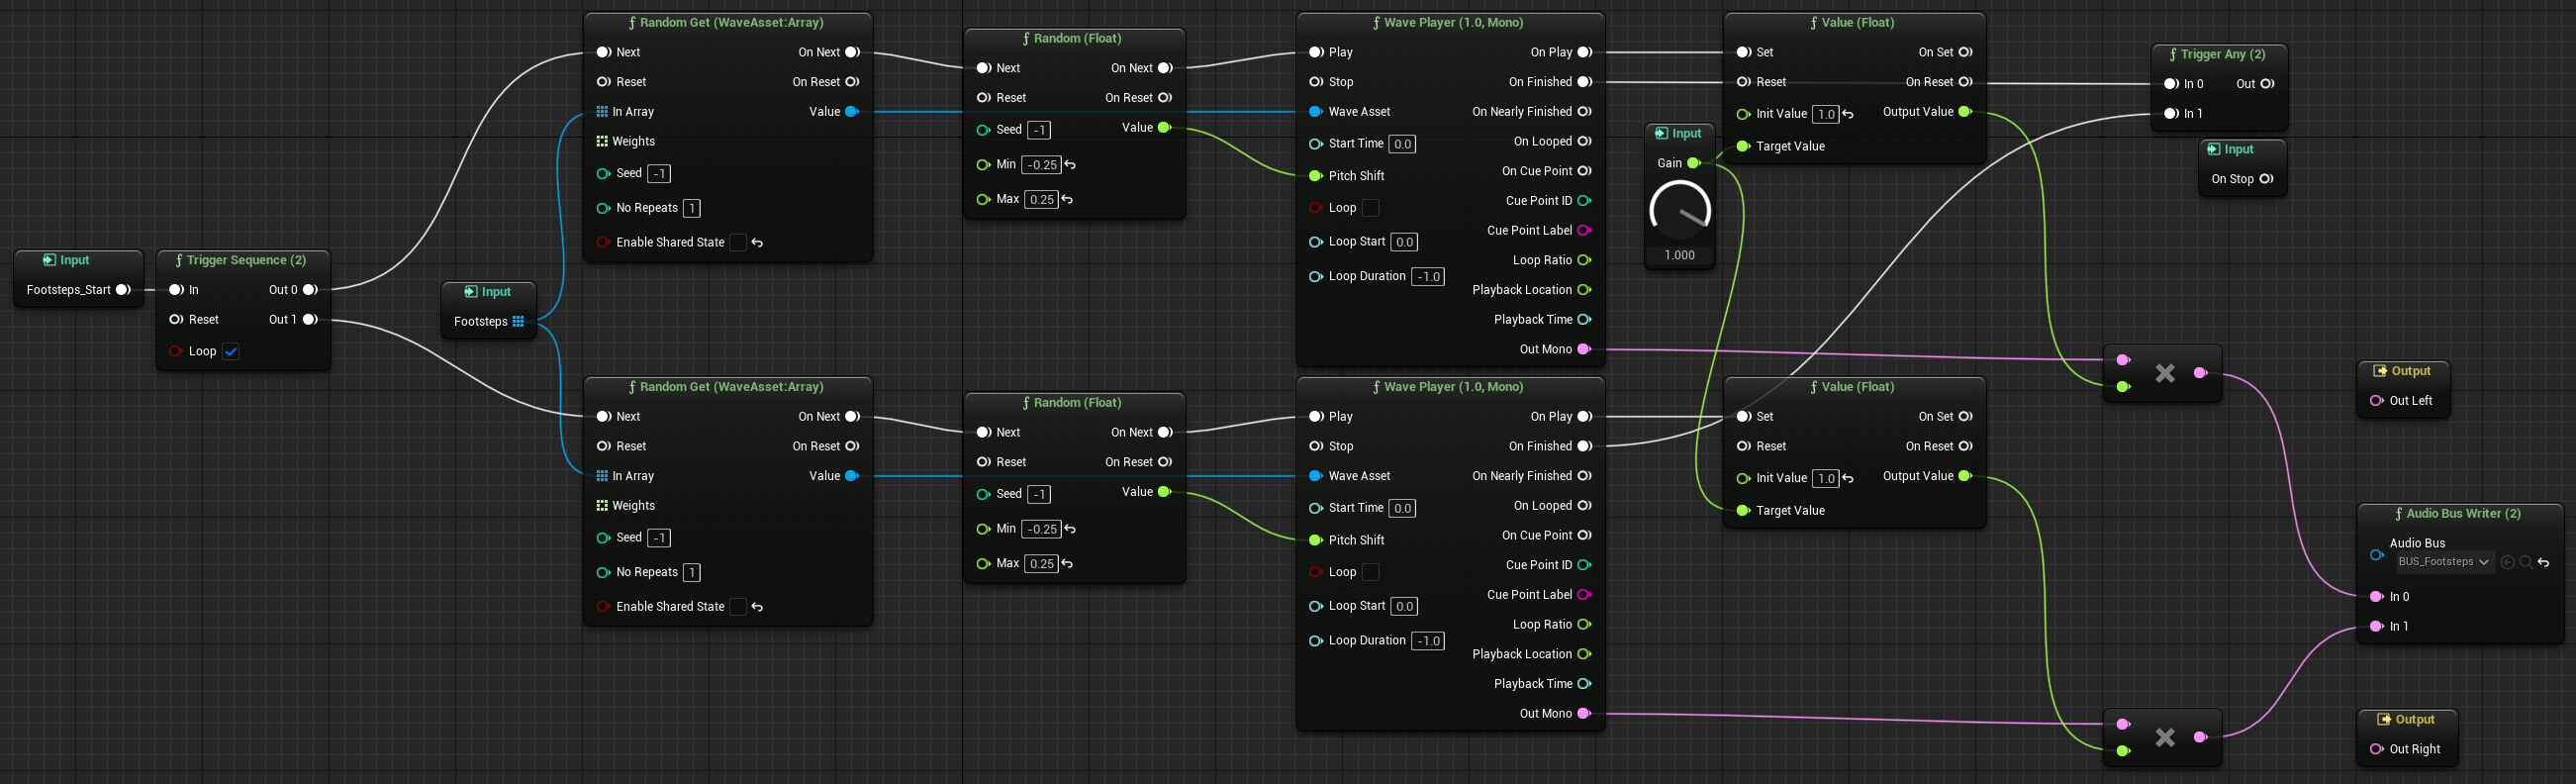 Input
Footsteps_Start
Trigger Sequence (2)
In
Out 0
Reset
Out 1
Loop
Input
Footsteps
Random Get (WaveAsset:Array)
Next
On Next
Reset
On Reset
In Array
Value
Weights
Seed -1
No Repeats 1
Enable Shared State
Random (Float)
Next
On Next
Reset
On Reset
Seed -1
Value
Min -0.25
Max 0.25
Wave Player (1.0, Mono)
Play
On Play
Stop
On Finished
Wave Asset
On Nearly Finished
Start Time 0.0
On Looped
Pitch Shift
On Cue Point
Loop
Cue Point ID
Loop Start 0.0
Cue Point Label
Loop Duration -1.0
Loop Ratio
Playback Location
Playback Time
Out Mono
Input
Gain
1.000
Value (Float)
Set
On Set
Reset
On Reset
Init Value 1.0
Output Value
Target Value
Trigger Any (2)
In 0
Out
In 1
Input
On Stop
Random Get (WaveAsset:Array)
Next
On Next
Reset
On Reset
In Array
Value
Weights
Seed -1
No Repeats 1
Enable Shared State
Random (Float)
Next
On Next
Reset
On Reset
Seed -1
Value
Min -0.25
Max 0.25
Wave Player (1.0, Mono)
Play
On Play
Stop
On Finished
Wave Asset
On Nearly Finished
Start Time 0.0
On Looped
Pitch Shift
On Cue Point
Loop
Cue Point ID
Loop Start 0.0
Cue Point Label
Loop Duration -1.0
Loop Ratio
Playback Location
Playback Time
Out Mono
Value (Float)
Set
On Set
Reset
On Reset
Init Value 1.0
Output Value
Target Value
Output
Out Left
Audio Bus Writer (2)
Audio Bus
BUS_Footsteps
In 0
In 1
Output
Out Right